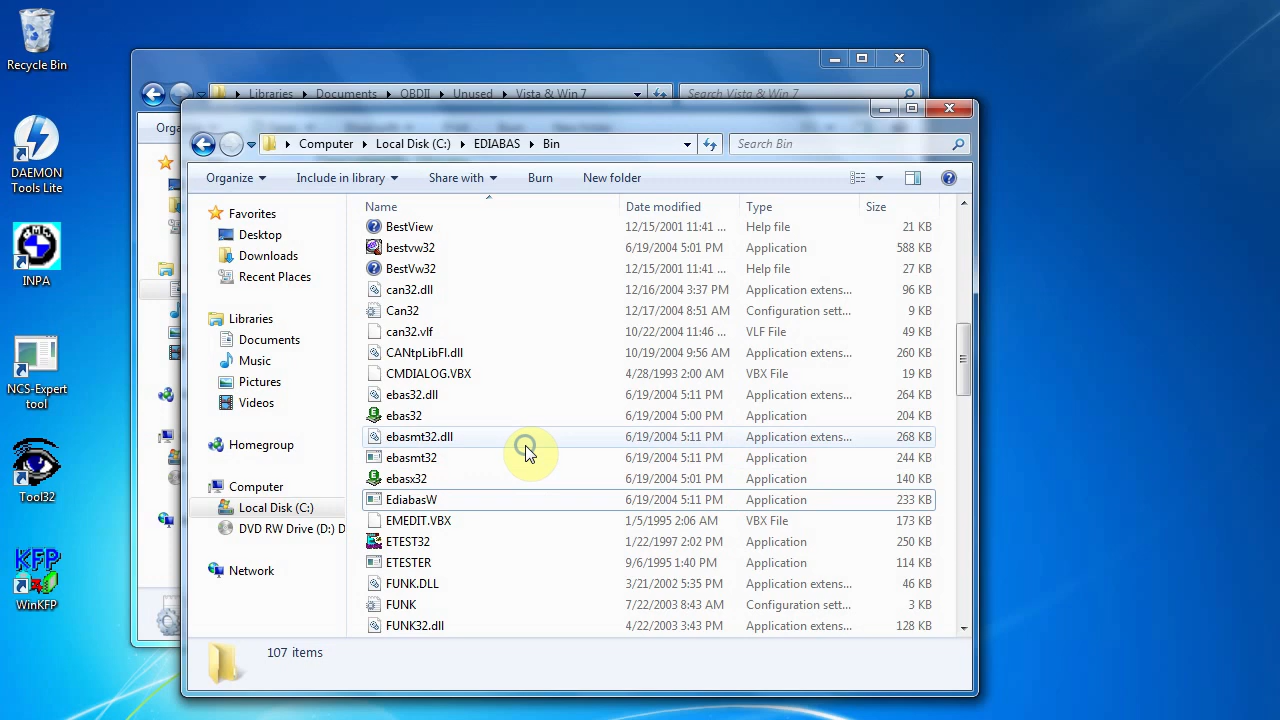 Recycle Bin
DAEMON
Tools Lite
INPA
NCS-Expert
tool
Tool32
KFP
WinKFP
Libraries Documents OBDII Unused Vista & Win 7 Search Vista & Win 7
Computer Local Disk (C:) EDIABAS Bin Search Bin
Organize Include in library Share with Burn New folder
Favorites
Desktop
Downloads
Recent Places
Libraries
Documents
Music
Pictures
Videos
Homegroup
Computer
Local Disk (C:)
DVD RW Drive (D:) D
Network
Name Date modified Type Size
BestView 12/15/2001 11:41 ... Help file 21 KB
bestvw32 6/19/2004 5:01 PM Application 588 KB
BestVw32 12/15/2001 11:41 ... Help file 27 KB
can32.dll 12/16/2004 3:37 PM Application extens... 96 KB
Can32 12/17/2004 8:51 AM Configuration sett... 9 KB
can32.vlf 10/22/2004 11:46 ... VLF File 49 KB
CANtpLibFl.dll 10/19/2004 9:56 AM Application extens... 260 KB
CMDIALOG.VBX 4/28/1993 2:00 AM VBX File 19 KB
ebas32.dll 6/19/2004 5:11 PM Application extens... 264 KB
ebas32 6/19/2004 5:00 PM Application 204 KB
ebasmt32.dll 6/19/2004 5:11 PM Application extens... 268 KB
ebasmt32 6/19/2004 5:11 PM Application 244 KB
ebasx32 6/19/2004 5:01 PM Application 140 KB
EdiabasW 6/19/2004 5:11 PM Application 233 KB
EMEDIT.VBX 1/5/1995 2:06 AM VBX File 173 KB
ETEST32 1/22/1997 2:02 PM Application 250 KB
ETESTER 9/6/1995 1:40 PM Application 114 KB
FUNK.DLL 3/21/2002 5:35 PM Application extens... 46 KB
FUNK 7/22/2003 8:43 AM Configuration sett... 3 KB
FUNK32.dll 4/22/2003 3:43 PM Application extens... 128 KB
107 items